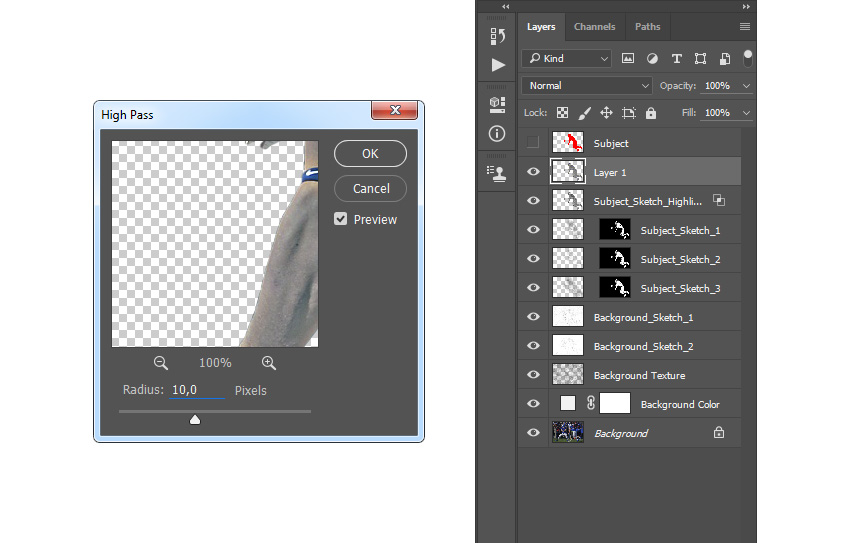 High Pass
OK
Cancel
Preview
100%
Radius: 10,0 Pixels
Layers Channels Paths
Kind
Normal Opacity: 100%
Lock: Fill: 100%
Subject
Layer 1
Subject_Sketch_Highli...
Subject_Sketch_1
Subject_Sketch_2
Subject_Sketch_3
Background_Sketch_1
Background_Sketch_2
Background Texture
Background Color
Background